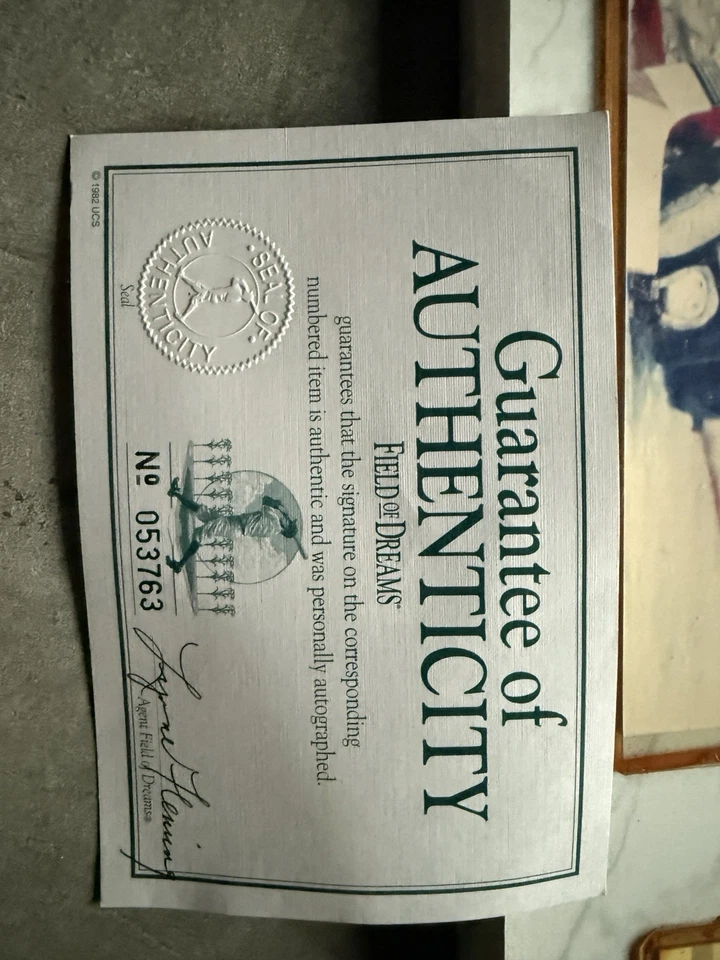 Guarantee of
AUTHENTICITY
FIELD OF DREAMS®
guarantees that the signature on the corresponding
numbered item is authentic and was personally autographed.
• SEAL OF •
AUTHENTICITY
Seal
Nº 053763
Agent Field of Dreams®
© 1982 UCS